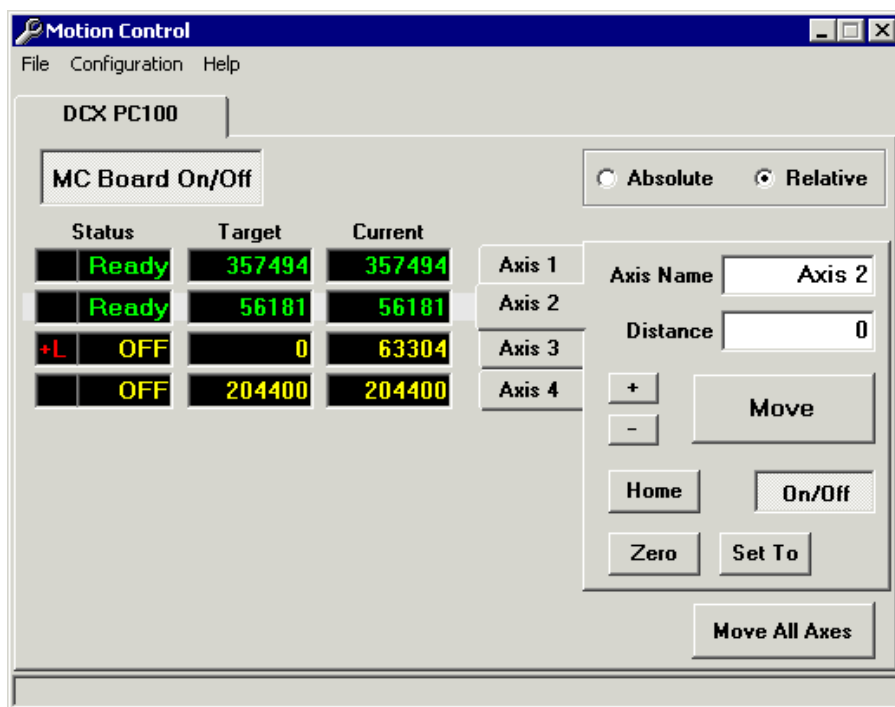 Motion Control
File Configuration Help
DCX PC100
MC Board On/Off
Absolute Relative
Status Target Current
Ready 357494 357494 Axis 1
Ready 56181 56181 Axis 2
+L OFF 0 63304 Axis 3
OFF 204400 204400 Axis 4
Axis Name Axis 2
Distance 0
+
-
Move
Home On/Off
Zero Set To
Move All Axes